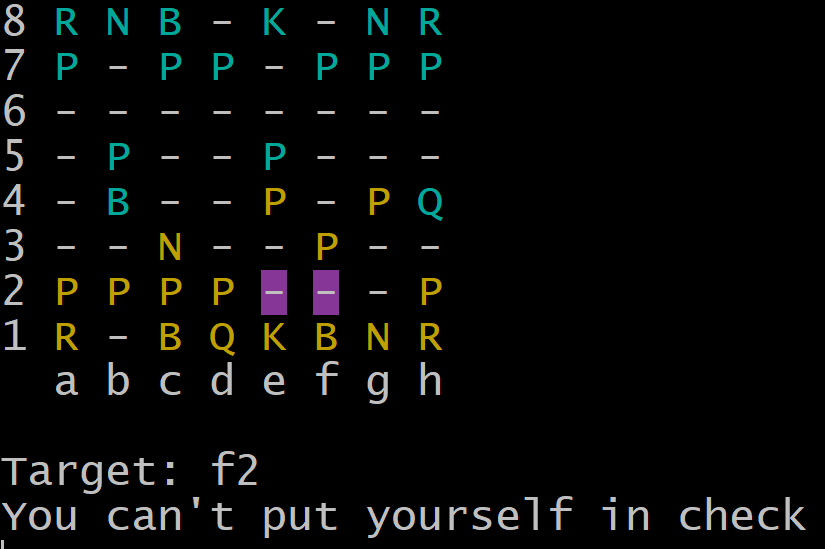 8 R N B - K - N R
7 P - P P - P P P
6 - - - - - - - -
5 - P - - P - - -
4 - B - - P - P Q
3 - - N - - P - -
2 P P P P - - - P
1 R - B Q K B N R
a b c d e f g h
Target: f2
You can't put yourself in check